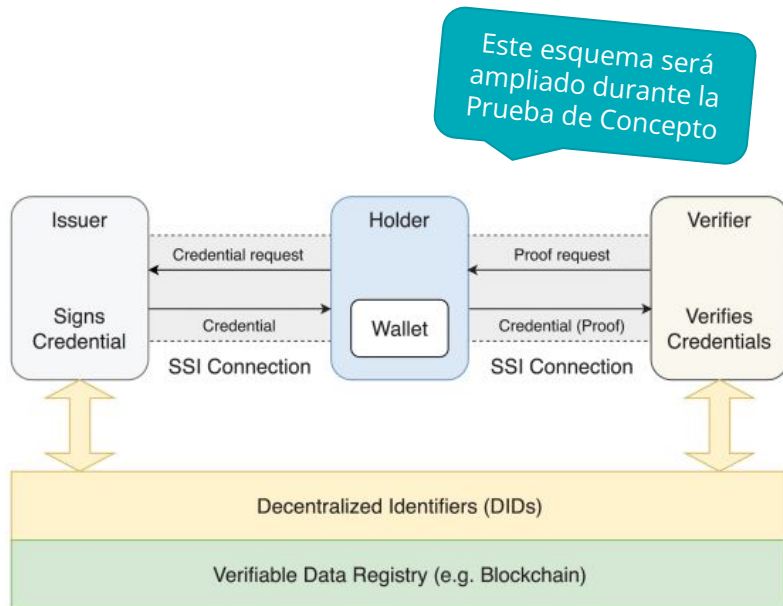 Este esquema será
ampliado durante la
Prueba de Concepto
Issuer
Holder
Verifier
Credential request
Proof request
Signs
Credential
Credential
Wallet
Credential (Proof)
Verifies
Credentials
SSI Connection
SSI Connection
Decentralized Identifiers (DIDs)
Verifiable Data Registry (e.g. Blockchain)